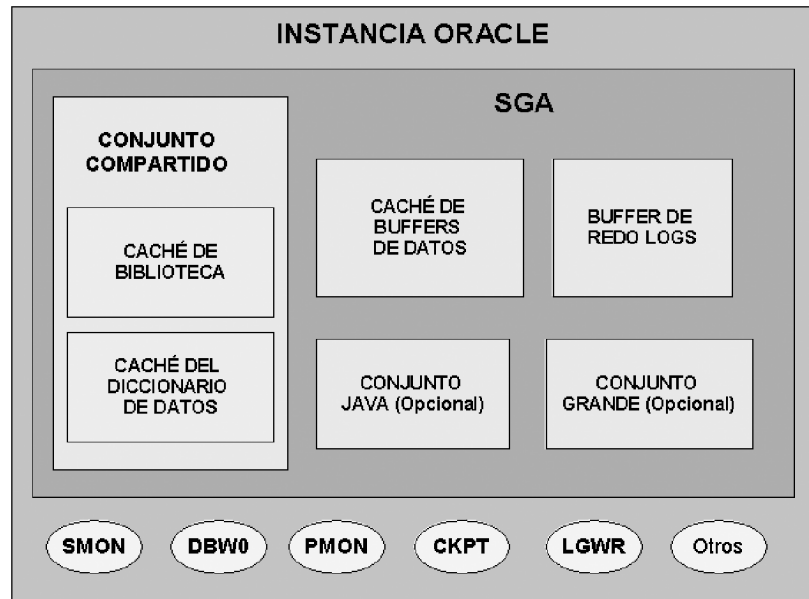 INSTANCIA ORACLE
SGA
CONJUNTO
COMPARTIDO
CACHÉ DE
BIBLIOTECA
CACHÉ DEL
DICCIONARIO
DE DATOS
CACHÉ DE
BUFFERS
DE DATOS
BUFFER DE
REDO LOGS
CONJUNTO
JAVA (Opcional)
CONJUNTO
GRANDE (Opcional)
SMON
DBW0
PMON
CKPT
LGWR
Otros